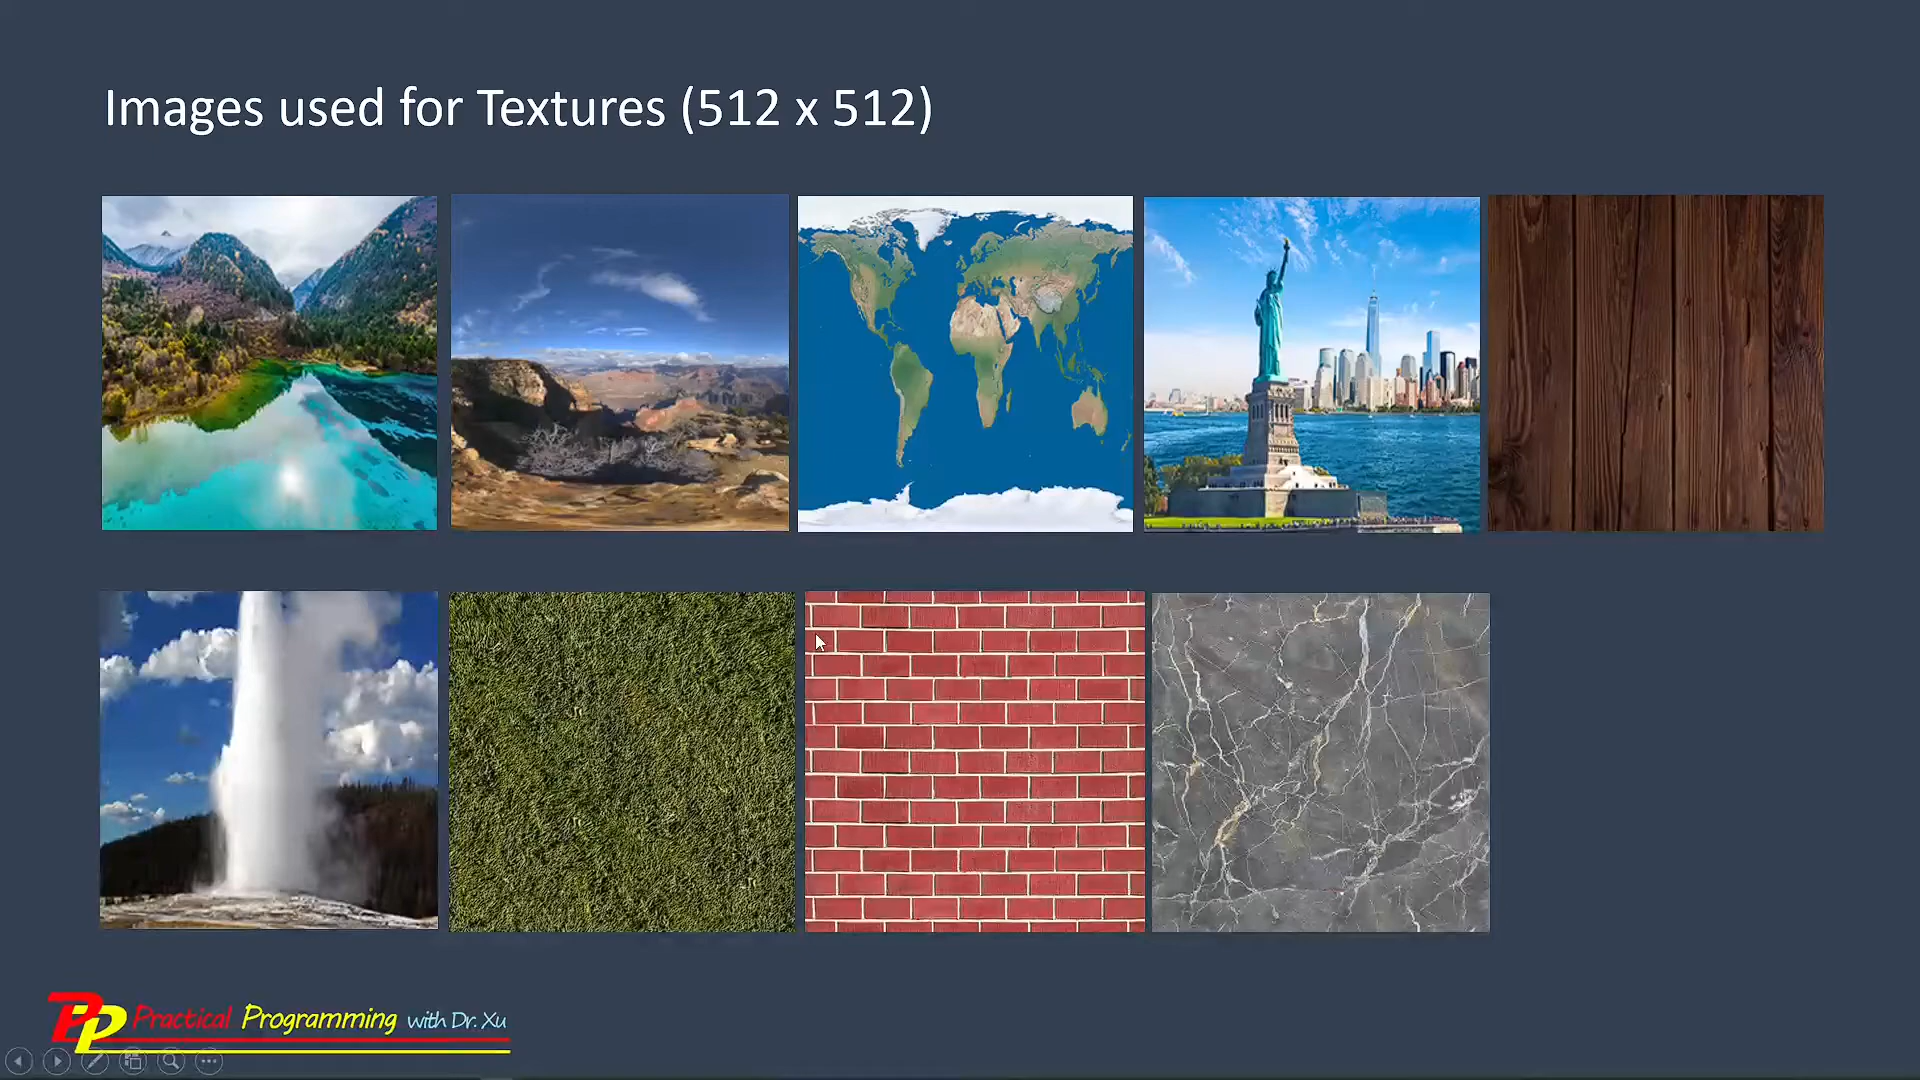 Images used for Textures (512 x 512)
PP Practical Programming with Dr. Xu